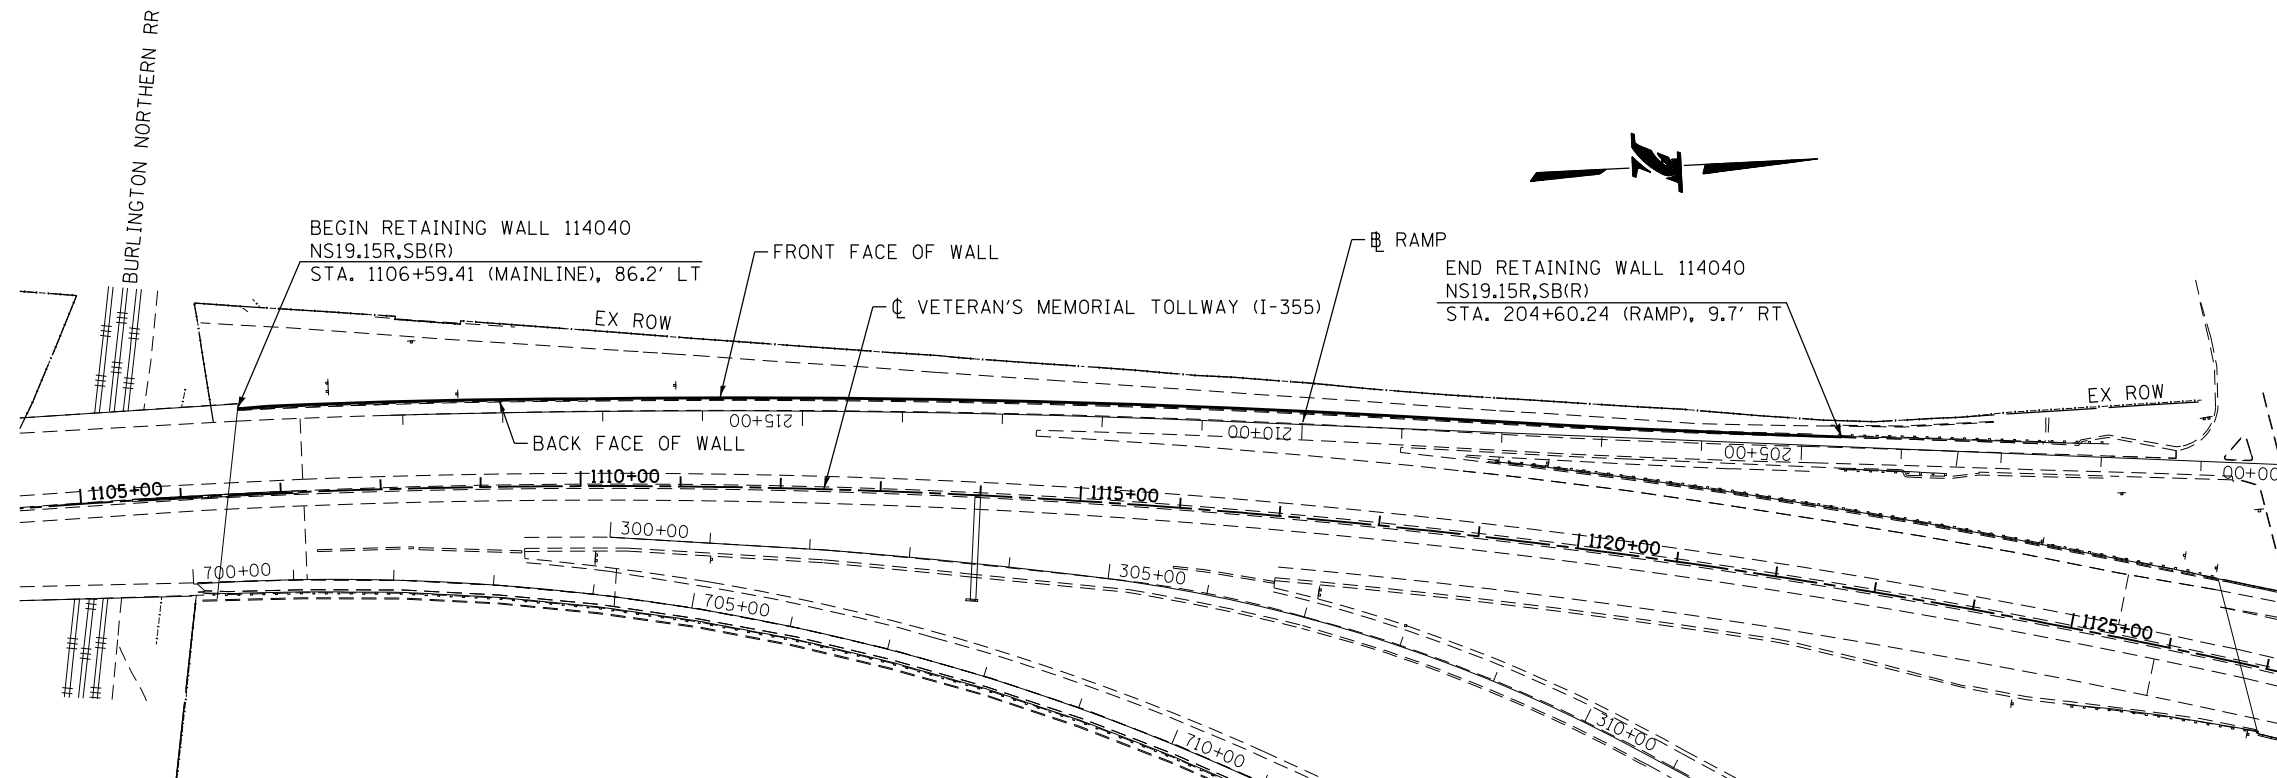 BURLINGTON NORTHERN RR
BEGIN RETAINING WALL 114040
NS19.15R,SB(R)
STA. 1106+59.41 (MAINLINE), 86.2' LT
FRONT FACE OF WALL
℄ VETERAN'S MEMORIAL TOLLWAY (I-355)
BL RAMP
END RETAINING WALL 114040
NS19.15R,SB(R)
STA. 204+60.24 (RAMP), 9.7' RT
N
EX ROW
EX ROW
BACK FACE OF WALL
215+00
210+00
205+00
00+00
1105+00
1110+00
1115+00
1120+00
1125+00
300+00
305+00
310+00
700+00
705+00
710+00